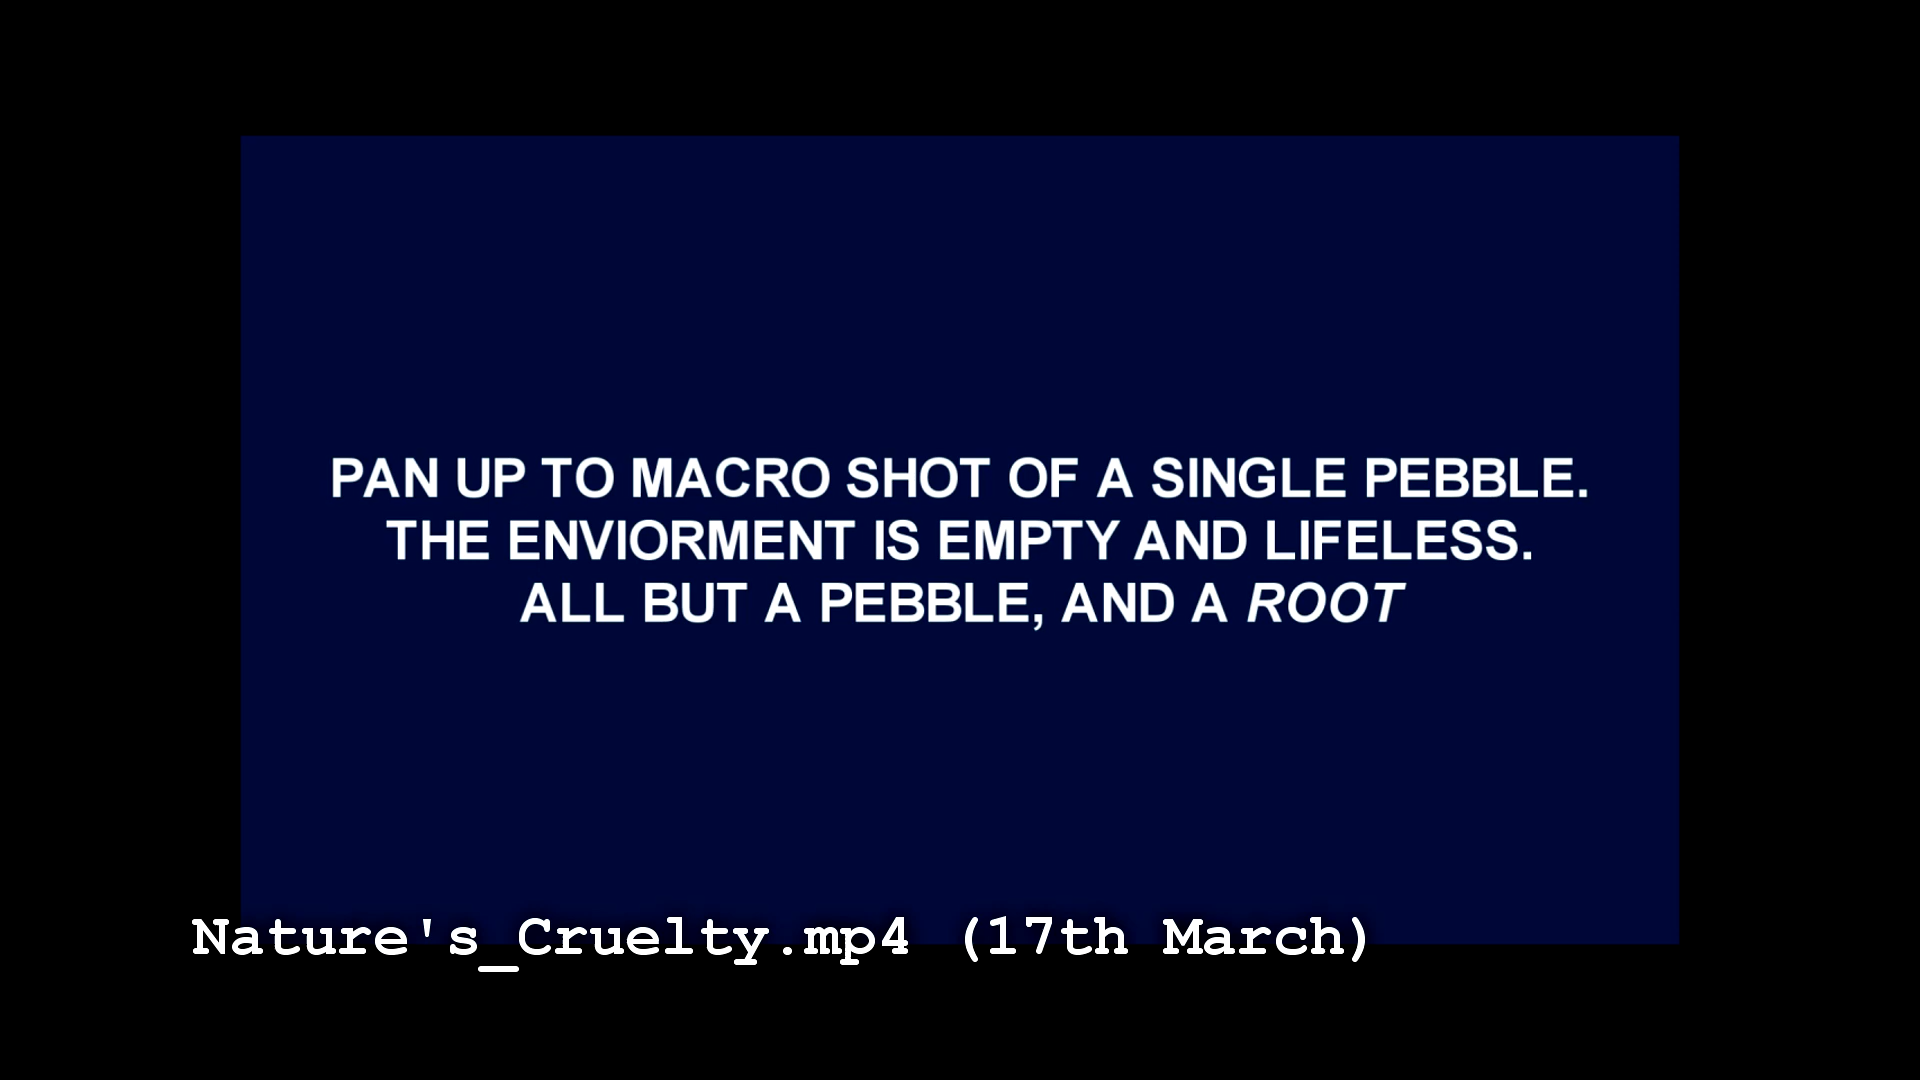 PAN UP TO MACRO SHOT OF A SINGLE PEBBLE.
THE ENVIORMENT IS EMPTY AND LIFELESS.
ALL BUT A PEBBLE, AND A ROOT
Nature's_Cruelty.mp4 (17th March)